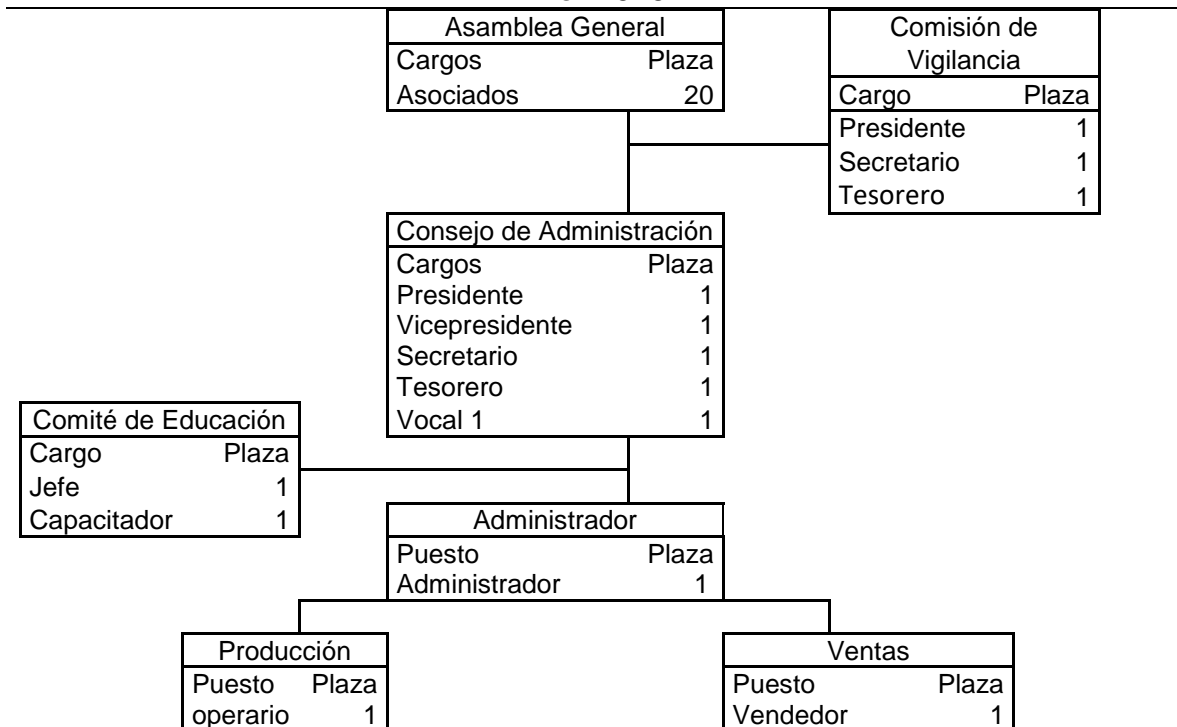 Asamblea General
Cargos Plaza
Asociados 20
Comisión de
Vigilancia
Cargo Plaza
Presidente 1
Secretario 1
Tesorero 1
Consejo de Administración
Cargos Plaza
Presidente 1
Vicepresidente 1
Secretario 1
Tesorero 1
Vocal 1 1
Comité de Educación
Cargo Plaza
Jefe 1
Capacitador 1
Administrador
Puesto Plaza
Administrador 1
Producción
Puesto Plaza
operario 1
Ventas
Puesto Plaza
Vendedor 1